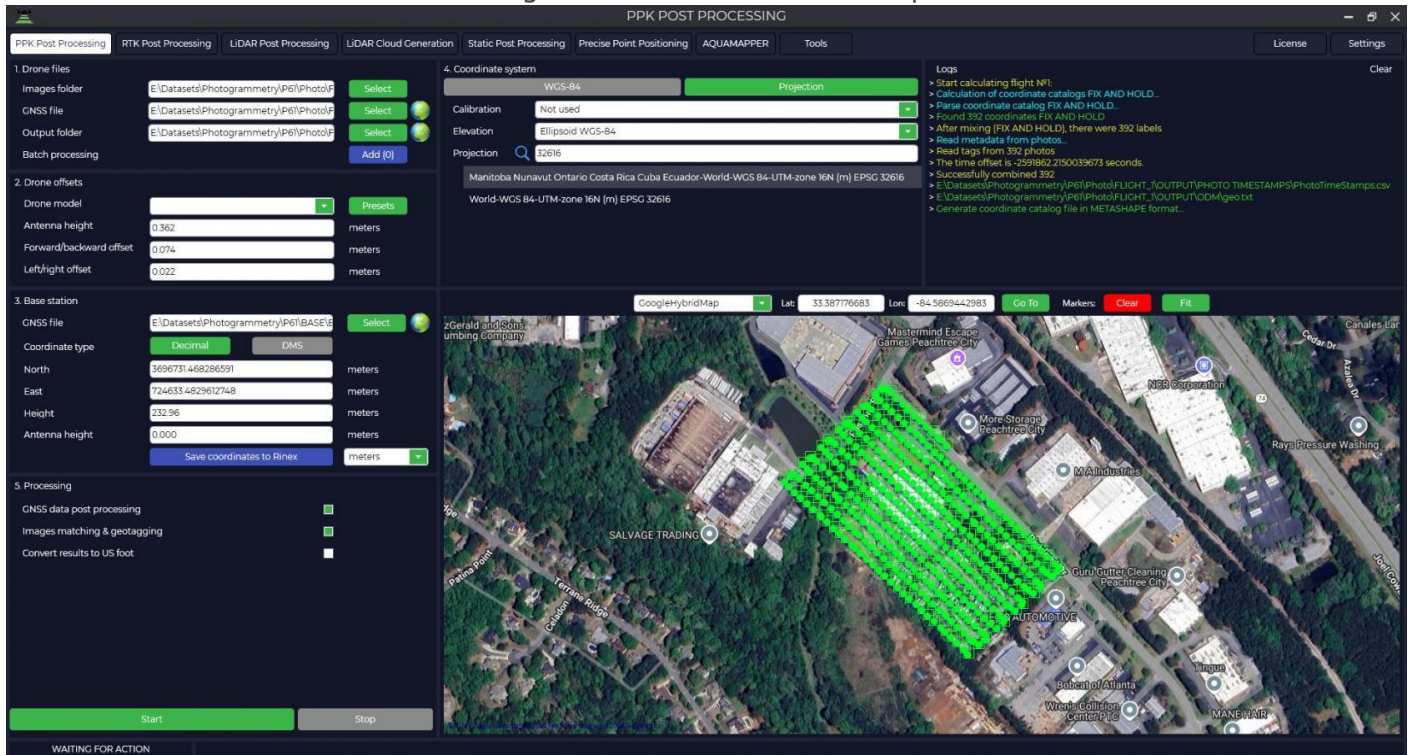 PPK POST PROCESSING
PPK Post Processing RTK Post Processing LiDAR Post Processing LiDAR Cloud Generation Static Post Processing Precise Point Positioning AQUAMAPPER Tools License Settings
1. Drone files
Images folder E:\Datasets\Photogrammetry\P61\Photo\F Select
GNSS file E:\Datasets\Photogrammetry\P61\Photo\F Select
Output folder E:\Datasets\Photogrammetry\P61\Photo\F Select
Batch processing Add (0)
2. Drone offsets
Drone model Presets
Antenna height 0.362 meters
Forward/backward offset 0.074 meters
Left/right offset 0.022 meters
3. Base station
GNSS file E:\Datasets\Photogrammetry\P61\BASE\E Select
Coordinate type Decimal DMS
North 3696731.468286591 meters
East 724633.4829612748 meters
Height 232.96 meters
Antenna height 0.000 meters
Save coordinates to Rinex meters
5. Processing
GNSS data post processing
Images matching & geotagging
Convert results to US foot
Start Stop
WAITING FOR ACTION
4. Coordinate system
WGS-84 Projection
Calibration Not used
Elevation Ellipsoid WGS-84
Projection 32616
Manitoba Nunavut Ontario Costa Rica Cuba Ecuador-World-WGS 84-UTM-zone 16N (m) EPSG 32616
World-WGS 84-UTM-zone 16N (m) EPSG 32616
Logs Clear
> Start calculating flight №1:
> Calculation of coordinate catalogs FIX AND HOLD...
> Parse coordinate catalog FIX AND HOLD...
> Found 392 coordinates FIX AND HOLD
> After mixing (FIX AND HOLD), there were 392 labels
> Read metadata from photos...
> Read tags from 392 photos
> The time offset is -2591862.2150039673 seconds.
> Successfully combined 392
> E:\Datasets\Photogrammetry\P61\Photo\FLIGHT_1\OUTPUT\PHOTO TIMESTAMPS\PhotoTimeStamps.csv
> E:\Datasets\Photogrammetry\P61\Photo\FLIGHT_1\OUTPUT\ODM\geo.txt
> Generate coordinate catalog file in METASHAPE format...
GoogleHybridMap Lat: 33.387176683 Lon: -84.5869442983 Go To Markers: Clear Fit
zGerald and Sons
umbing Company
Mastermind Escape
Games Peachtree City
Canales Lan
Cedar Dr
Azalea Dr
NCR Corporation
74
More Storage
Peachtree City
Rays Pressure Washing
M A Industries
SALVAGE TRADING
Patina Point
Terrane Ridge
Celadon
Guru Gutter Cleaning
Peachtree City
AUTOMOTIVE
Joel Cow
Tingue
Bobcat of Atlanta
Wren's Collision
Center PTC
MANE HAIR